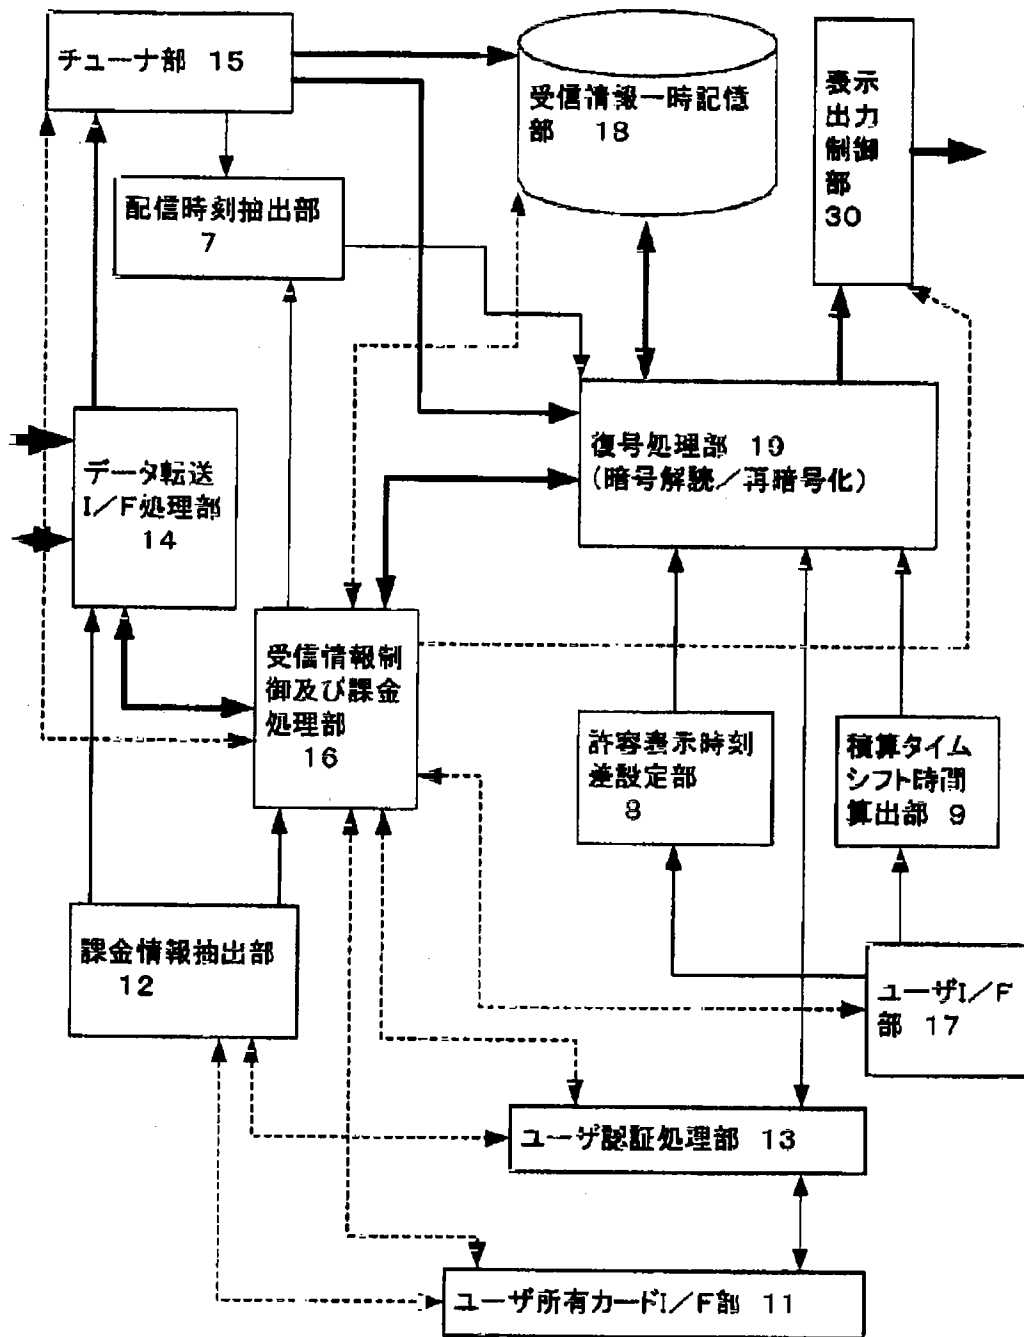 チューナ部 15
受信情報一時記憶
部 18
表示
出力
制御
部
30
配信時刻抽出部
7
データ転送
I/F処理部
14
復号処理部 19
(暗号解読/再暗号化)
受信情報制
御及び課金
処理部
16
許容表示時刻
差設定部
8
積算タイム
シフト時間
算出部 9
課金情報抽出部
12
ユーザI/F
部 17
ユーザ認証処理部 13
ユーザ所有カードI/F部 11